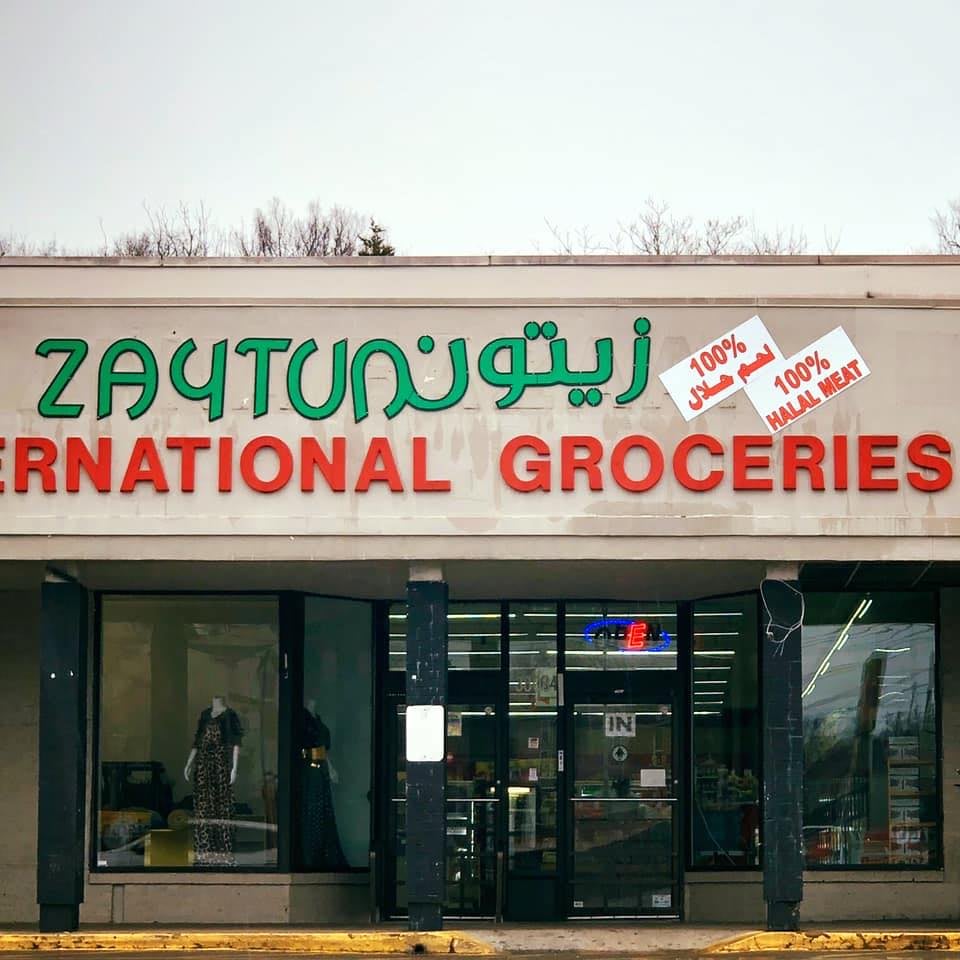 ZAYTUN زيتون
ERNATIONAL GROCERIES
100%
لحم حلال
100%
HALAL MEAT
IN